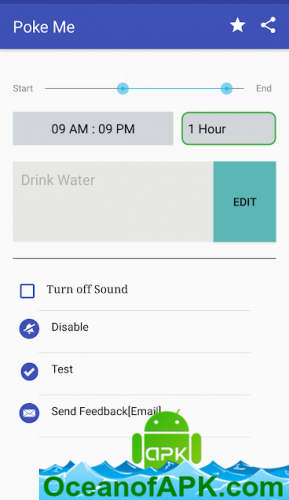 Poke Me
Start End
09 AM : 09 PM 1 Hour
Drink Water
EDIT
Turn off Sound
Disable
Test
Send Feedback[Email]
APK
OceanofAPK.com